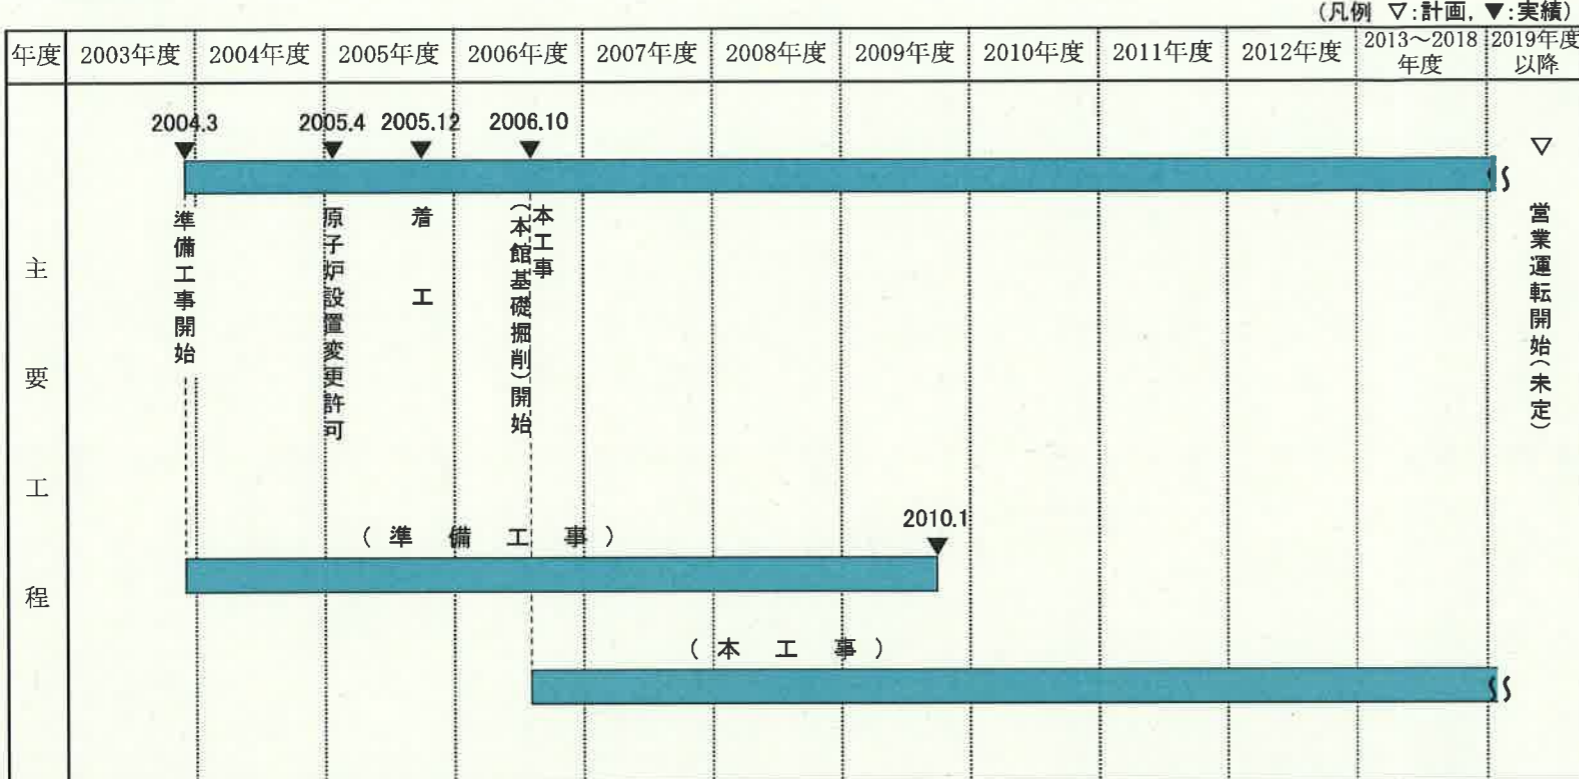 (凡例 ▽:計画, ▼:実績)
年度 2003年度 2004年度 2005年度 2006年度 2007年度 2008年度 2009年度 2010年度 2011年度 2012年度 2013～2018年度 2019年度以降
主要工程
2004.3 2005.4 2005.12 2006.10
▼ ▼ ▼ ▼ ▽
準備工事開始
原子炉設置変更許可
着工
本工事
(本館基礎掘削)開始
営業運転開始(未定)
2010.1
▼
(準備工事)
(本工事)